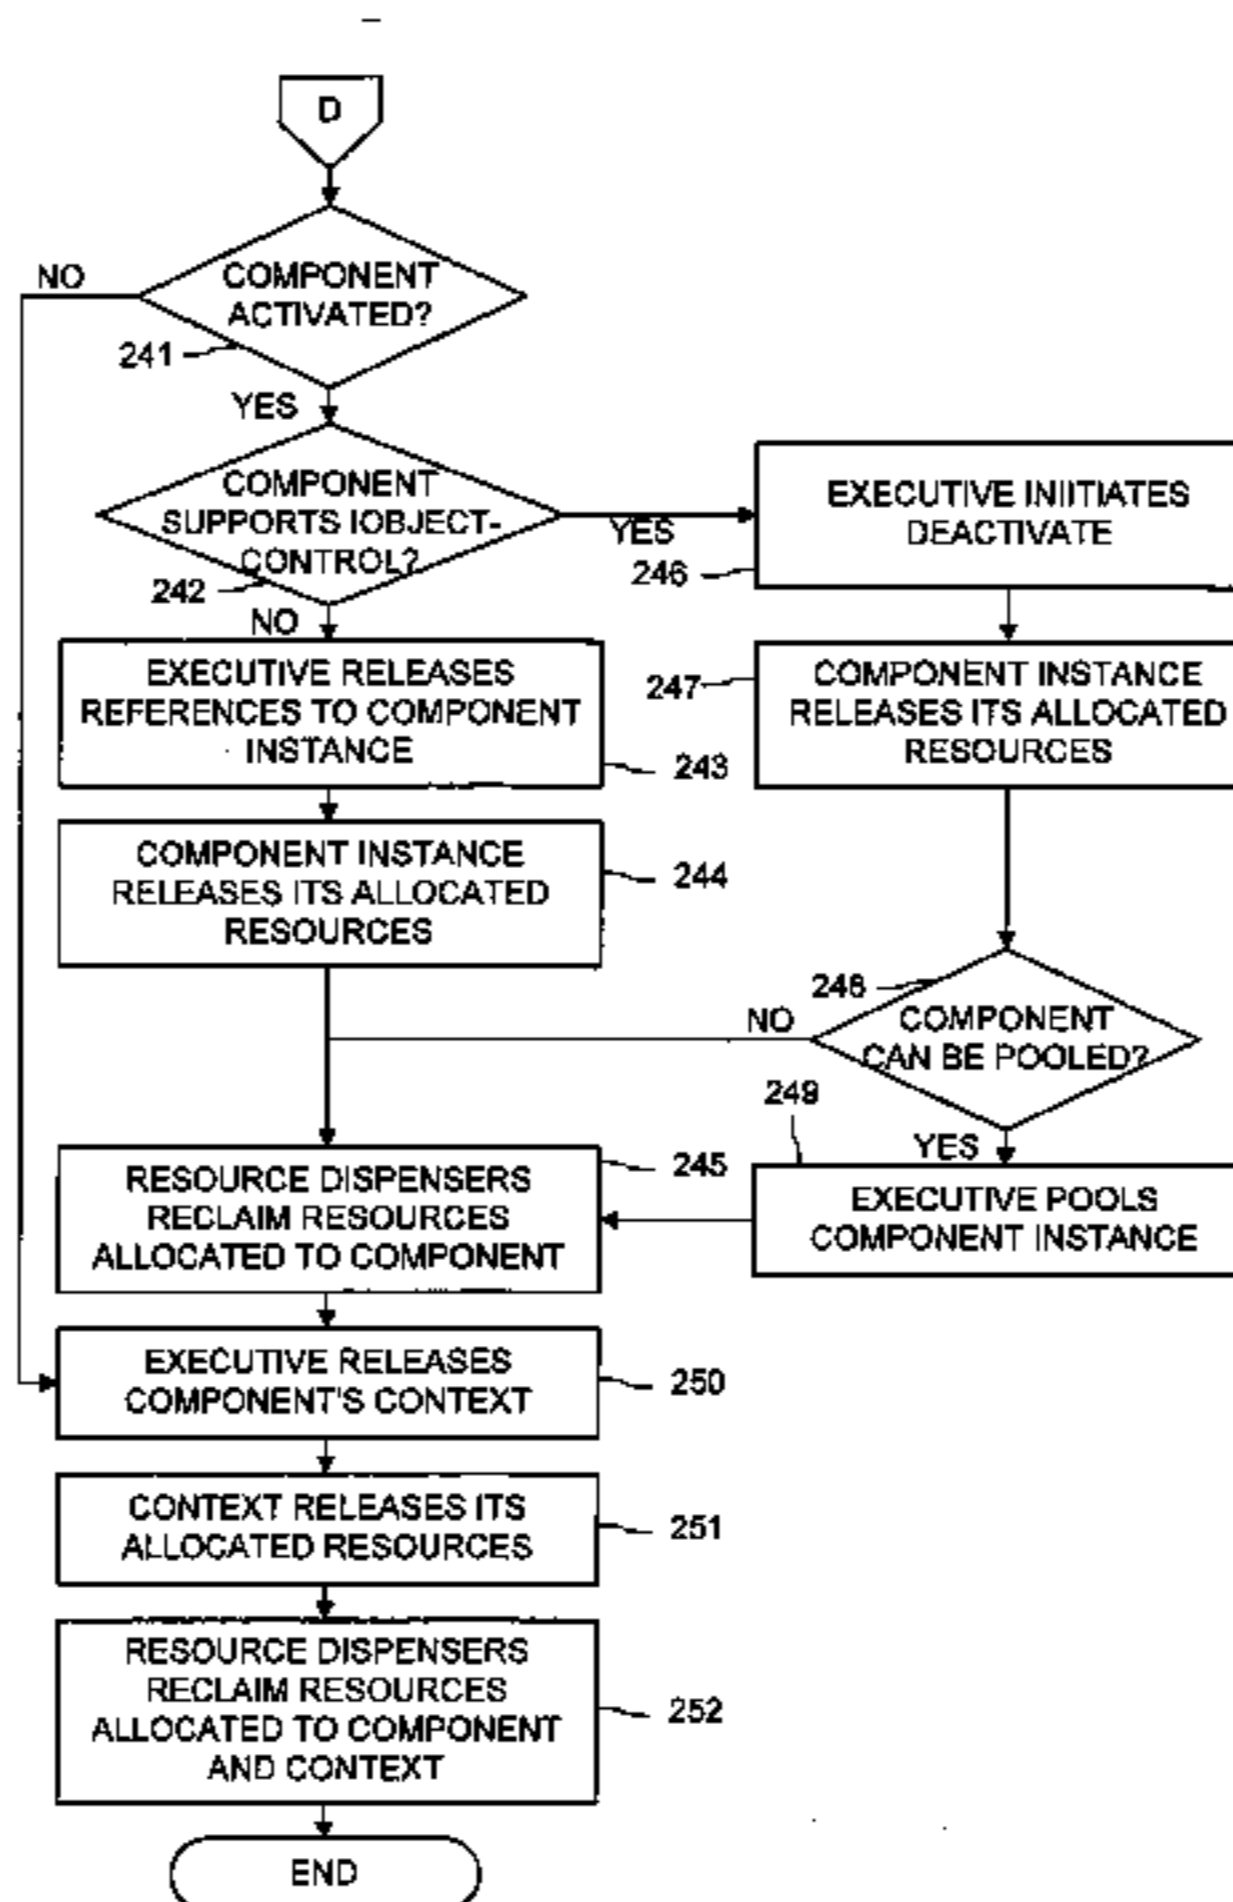 D
NO
COMPONENT
ACTIVATED?
241
YES
COMPONENT
SUPPORTS IOBJECT-
CONTROL?
242
YES
NO
EXECUTIVE INIITIATES
DEACTIVATE
246
EXECUTIVE RELEASES
REFERENCES TO COMPONENT
INSTANCE
243
247
COMPONENT INSTANCE
RELEASES ITS ALLOCATED
RESOURCES
COMPONENT INSTANCE
RELEASES ITS ALLOCATED
RESOURCES
244
248
NO
COMPONENT
CAN BE POOLED?
249
YES
RESOURCE DISPENSERS
RECLAIM RESOURCES
ALLOCATED TO COMPONENT
245
EXECUTIVE POOLS
COMPONENT INSTANCE
EXECUTIVE RELEASES
COMPONENT'S CONTEXT
250
CONTEXT RELEASES ITS
ALLOCATED RESOURCES
251
RESOURCE DISPENSERS
RECLAIM RESOURCES
ALLOCATED TO COMPONENT
AND CONTEXT
252
END